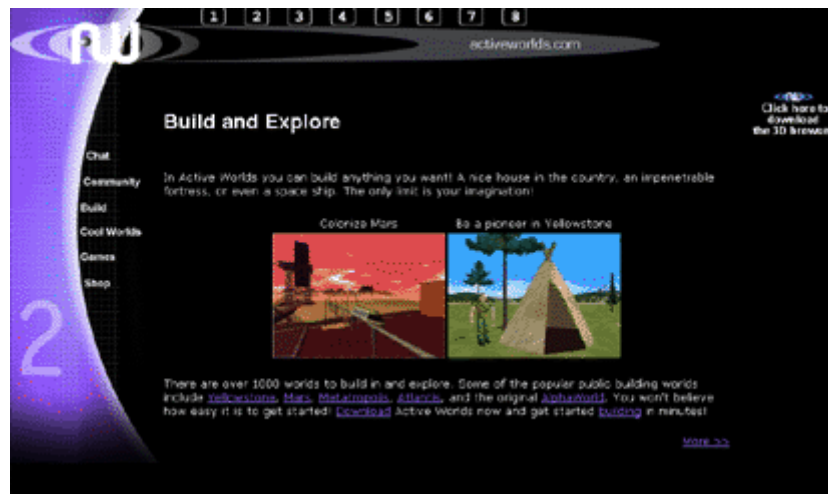 1 2 3 4 5 6 7 8
AW
activeworlds.com
Click here to
download
the 3D browser
Build and Explore
Chat
Community
Build
Cool Worlds
Games
Shop
2
In Active Worlds you can build anything you want! A nice house in the country, an impenetrable
fortress, or even a space ship. The only limit is your imagination!
Colonize Mars Be a pioneer in Yellowstone
There are over 1000 worlds to build in and explore. Some of the popular public building worlds
include Yellowstone, Mars, Metatropolis, Atlantis, and the original AlphaWorld. You won't believe
how easy it is to get started! Download Active Worlds now and get started building in minutes!
More >>